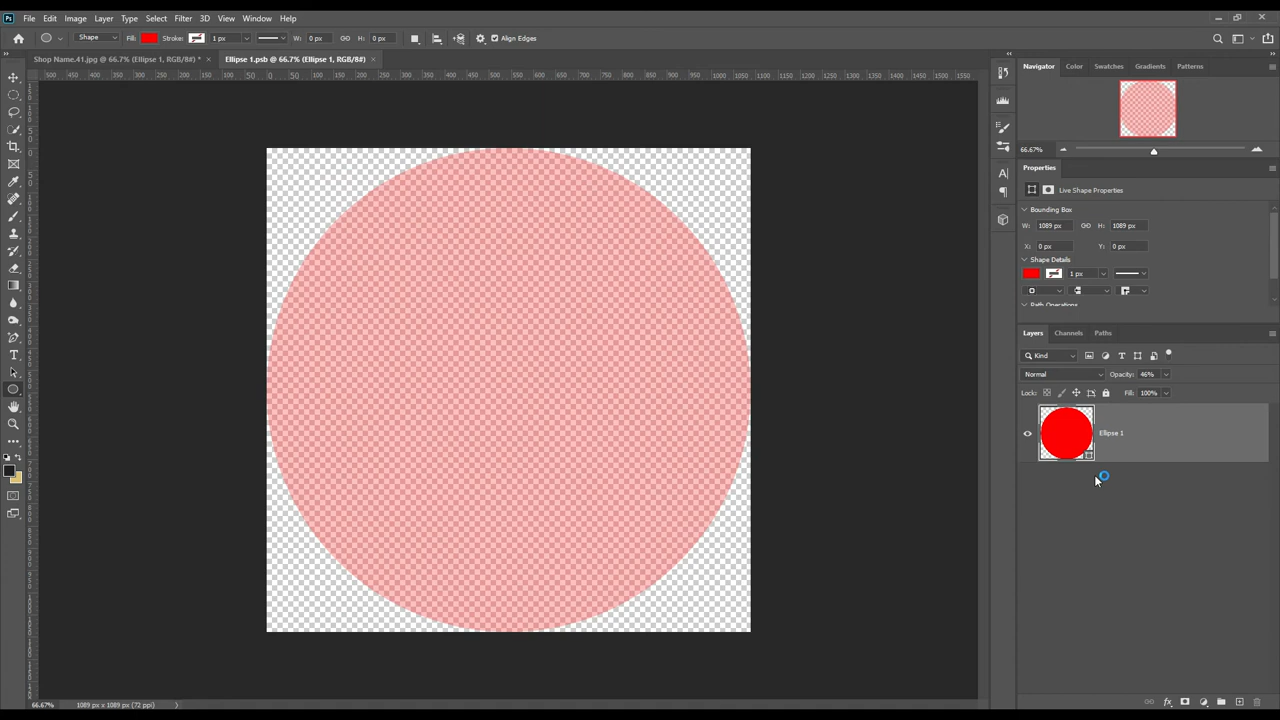 Ps File Edit Image Layer Type Select Filter 3D View Window Help
Shape Fill: Stroke: 1 px W: 0 px H: 0 px Align Edges
Shop Name.41.jpg @ 66.7% (Ellipse 1, RGB/8#) * × Ellipse 1.psb @ 66.7% (Ellipse 1, RGB/8#) ×
Navigator Color Swatches Gradients Patterns
66.67%
Properties
Live Shape Properties
Bounding Box
W: 1089 px H: 1089 px
X: 0 px Y: 0 px
Shape Details
1 px
Path Operations
Layers Channels Paths
Kind
Normal Opacity: 46%
Lock: Fill: 100%
Ellipse 1
fx
66.67% 1089 px x 1089 px (72 ppi)